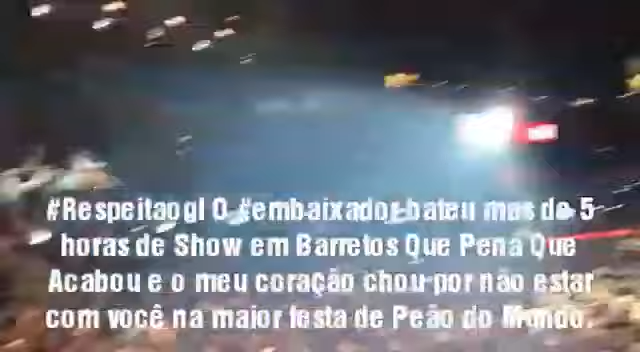 #Respeitaogl O #embaixador bateu mas de 5
horas de Show em Barretos Que Pena Que
Acabou e o meu coração chou por não estar
com você na maior festa de Peão do Mundo.